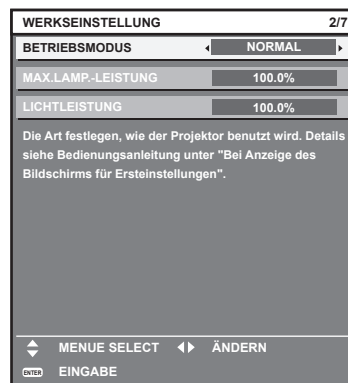 WERKSEINSTELLUNG 2/7
BETRIEBSMODUS NORMAL
MAX.LAMP.-LEISTUNG 100.0%
LICHTLEISTUNG 100.0%
Die Art festlegen, wie der Projektor benutzt wird. Details
siehe Bedienungsanleitung unter "Bei Anzeige des
Bildschirms für Ersteinstellungen".
MENUE SELECT ÄNDERN
ENTER EINGABE